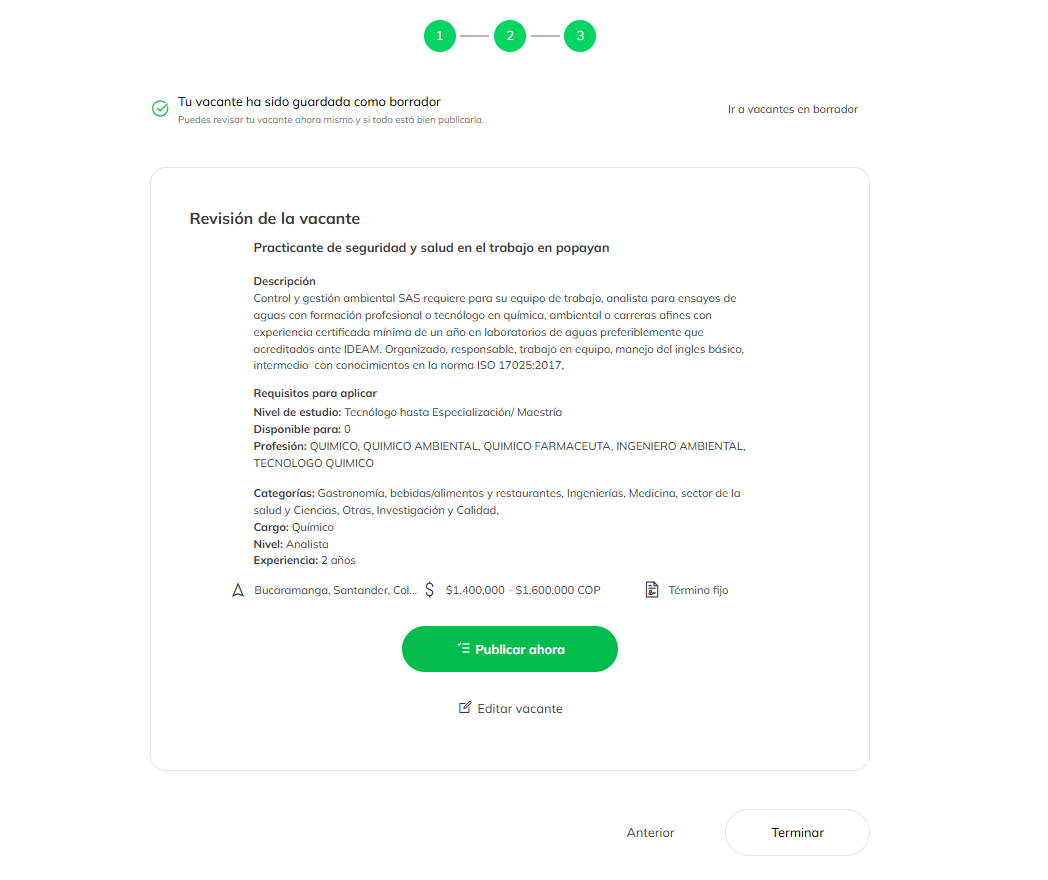 1 2 3
Tu vacante ha sido guardada como borrador
Puedes revisar tu vacante ahora mismo y si todo está bien publicarla.
Ir a vacantes en borrador
Revisión de la vacante
Practicante de seguridad y salud en el trabajo en popayan
Descripción
Control y gestión ambiental SAS requiere para su equipo de trabajo, analista para ensayos de
aguas con formación profesional o tecnólogo en química, ambiental o carreras afines con
experiencia certificada mínima de un año en laboratorios de aguas preferiblemente que
acreditados ante IDEAM. Organizado, responsable, trabajo en equipo, manejo del ingles básico,
intermedio  con conocimientos en la norma ISO 17025:2017,
Requisitos para aplicar
Nivel de estudio: Tecnólogo hasta Especialización/ Maestría
Disponible para: 0
Profesión: QUIMICO, QUIMICO AMBIENTAL, QUIMICO FARMACEUTA, INGENIERO AMBIENTAL,
TECNOLOGO QUIMICO
Categorías: Gastronomía, bebidas/alimentos y restaurantes, Ingenierías, Medicina, sector de la
salud y Ciencias, Otras, Investigación y Calidad,
Cargo: Químico
Nivel: Analista
Experiencia: 2 años
Bucaramanga, Santander, Col... $ $1,400,000 - $1,600,000 COP Término fijo
Publicar ahora
Editar vacante
Anterior Terminar